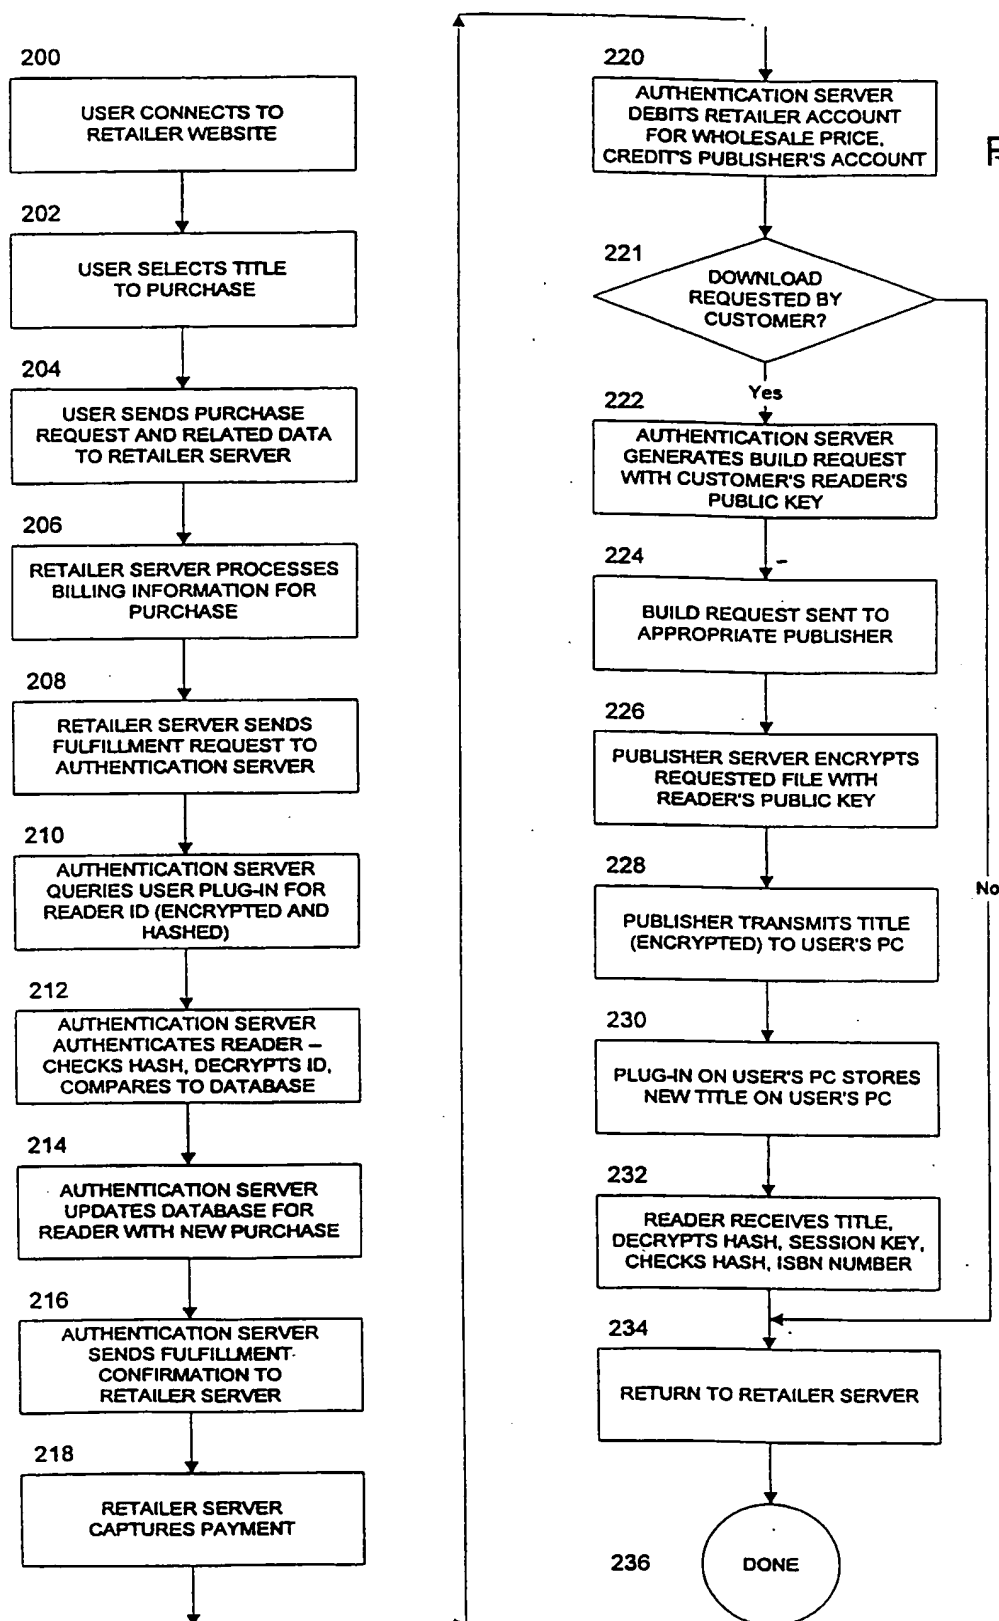 200
USER CONNECTS TO
RETAILER WEBSITE
202
USER SELECTS TITLE
TO PURCHASE
204
USER SENDS PURCHASE
REQUEST AND RELATED DATA
TO RETAILER SERVER
206
RETAILER SERVER PROCESSES
BILLING INFORMATION FOR
PURCHASE
208
RETAILER SERVER SENDS
FULFILLMENT REQUEST TO
AUTHENTICATION SERVER
210
AUTHENTICATION SERVER
QUERIES USER PLUG-IN FOR
READER ID (ENCRYPTED AND
HASHED)
212
AUTHENTICATION SERVER
AUTHENTICATES READER –
CHECKS HASH, DECRYPTS ID,
COMPARES TO DATABASE
214
AUTHENTICATION SERVER
UPDATES DATABASE FOR
READER WITH NEW PURCHASE
216
AUTHENTICATION SERVER
SENDS FULFILLMENT
CONFIRMATION TO
RETAILER SERVER
218
RETAILER SERVER
CAPTURES PAYMENT
220
AUTHENTICATION SERVER
DEBITS RETAILER ACCOUNT
FOR WHOLESALE PRICE,
CREDIT'S PUBLISHER'S ACCOUNT
221
DOWNLOAD
REQUESTED BY
CUSTOMER?
Yes
222
AUTHENTICATION SERVER
GENERATES BUILD REQUEST
WITH CUSTOMER'S READER'S
PUBLIC KEY
224
BUILD REQUEST SENT TO
APPROPRIATE PUBLISHER
226
PUBLISHER SERVER ENCRYPTS
REQUESTED FILE WITH
READER'S PUBLIC KEY
228
No
PUBLISHER TRANSMITS TITLE
(ENCRYPTED) TO USER'S PC
230
PLUG-IN ON USER'S PC STORES
NEW TITLE ON USER'S PC
232
READER RECEIVES TITLE,
DECRYPTS HASH, SESSION KEY,
CHECKS HASH, ISBN NUMBER
234
RETURN TO RETAILER SERVER
236
DONE